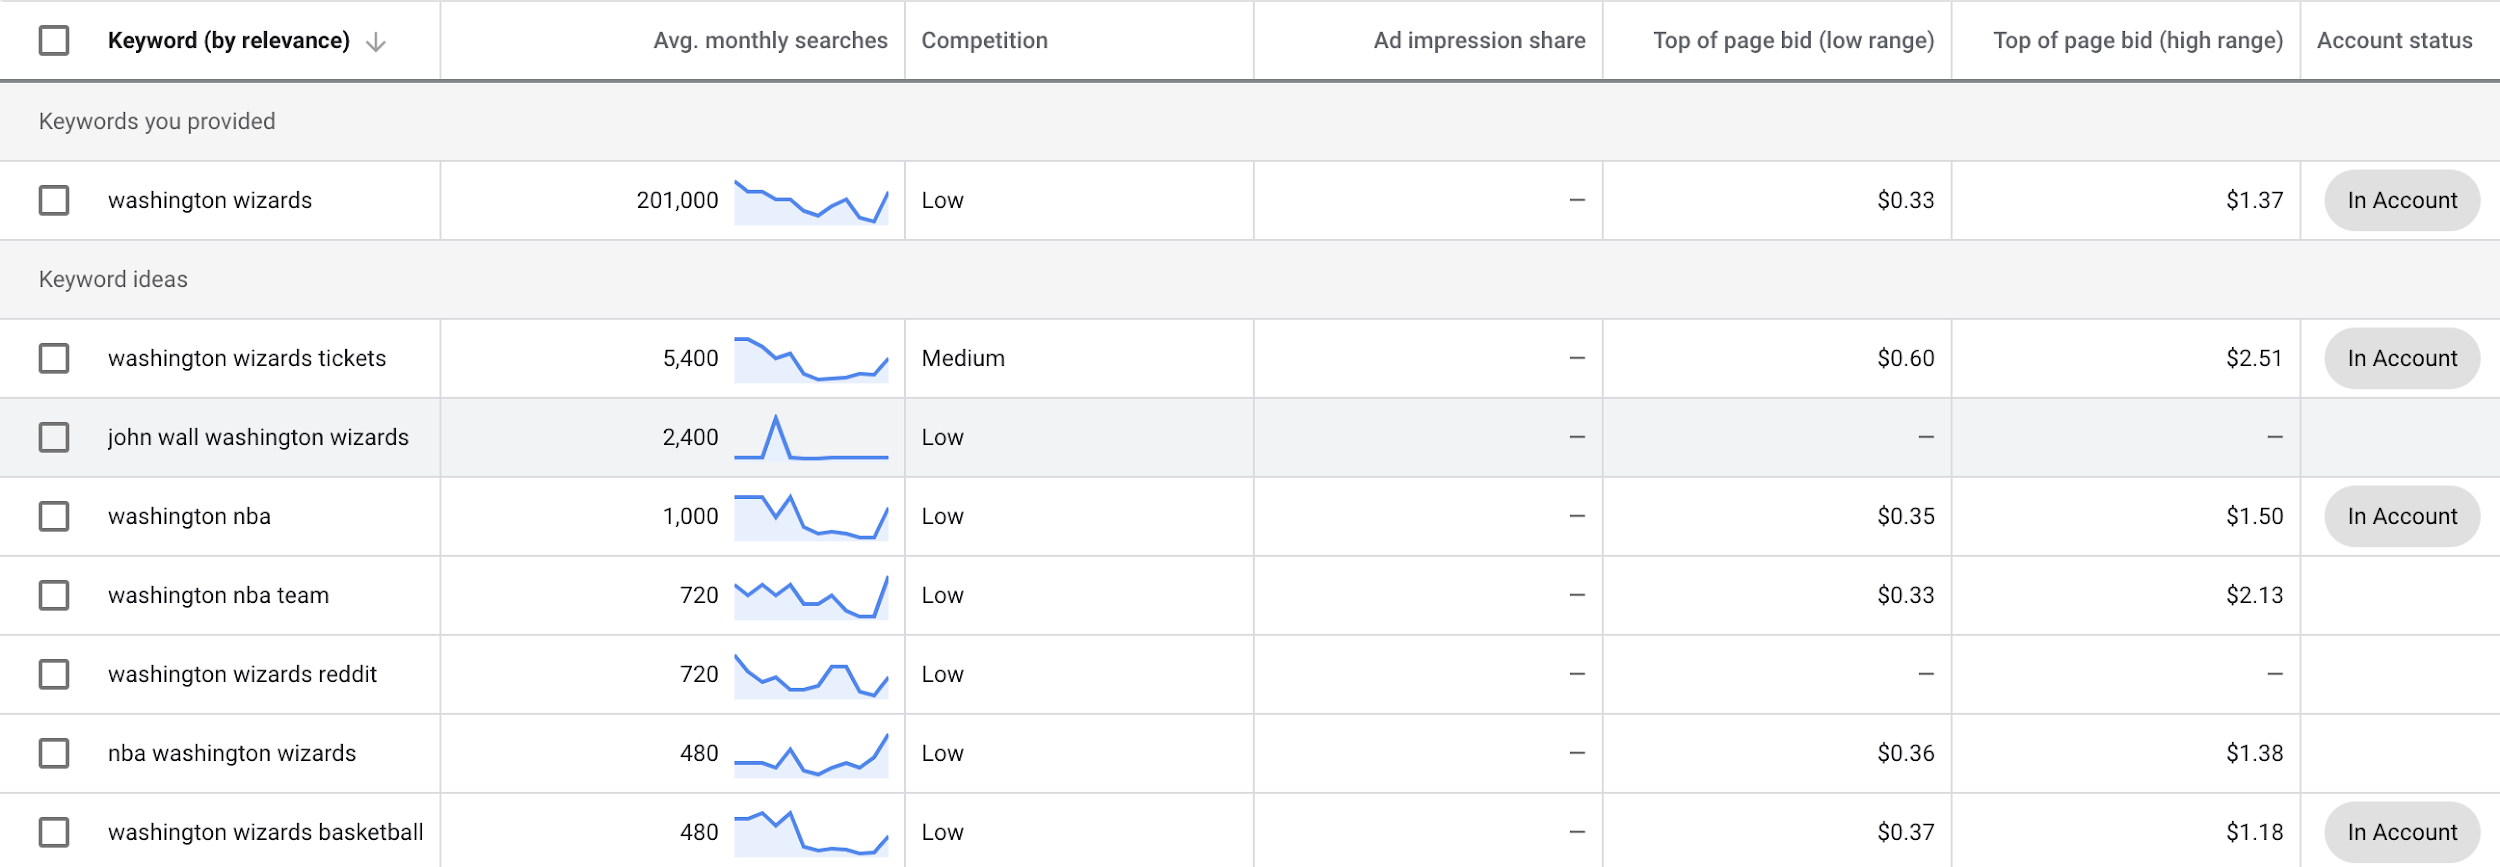 Keyword (by relevance) Avg. monthly searches Competition Ad impression share Top of page bid (low range) Top of page bid (high range) Account status
Keywords you provided
washington wizards 201,000 Low — $0.33 $1.37 In Account
Keyword ideas
washington wizards tickets 5,400 Medium — $0.60 $2.51 In Account
john wall washington wizards 2,400 Low — — —
washington nba 1,000 Low — $0.35 $1.50 In Account
washington nba team 720 Low — $0.33 $2.13
washington wizards reddit 720 Low — — —
nba washington wizards 480 Low — $0.36 $1.38
washington wizards basketball 480 Low — $0.37 $1.18 In Account